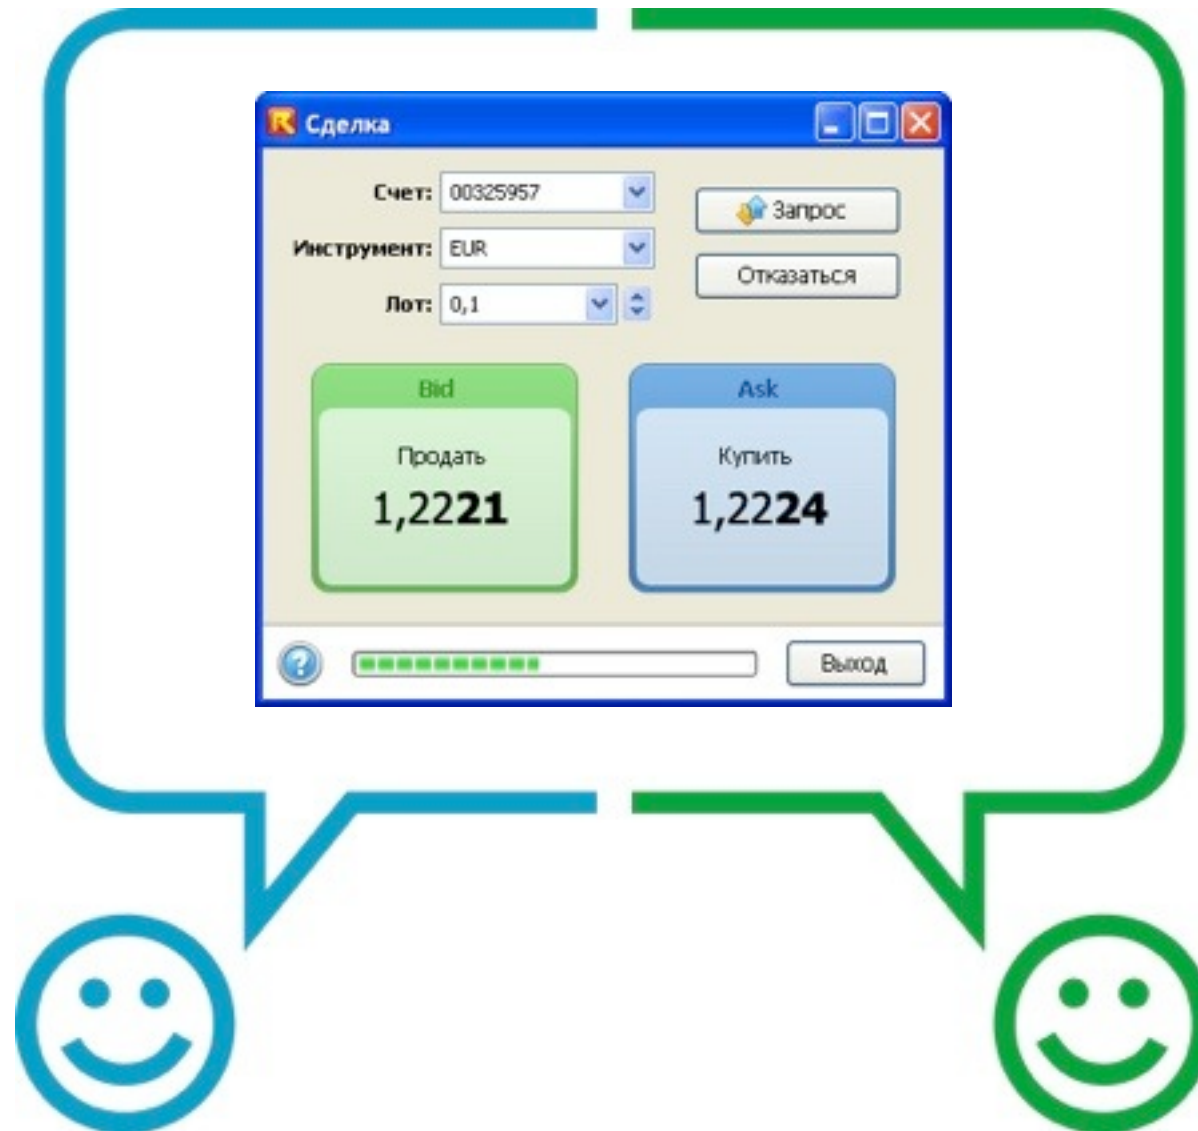 Сделка
Счет: 00325957
Запрос
Инструмент: EUR
Отказаться
Лот: 0,1
Bid
Ask
Продать
Купить
1,2221
1,2224
Выход